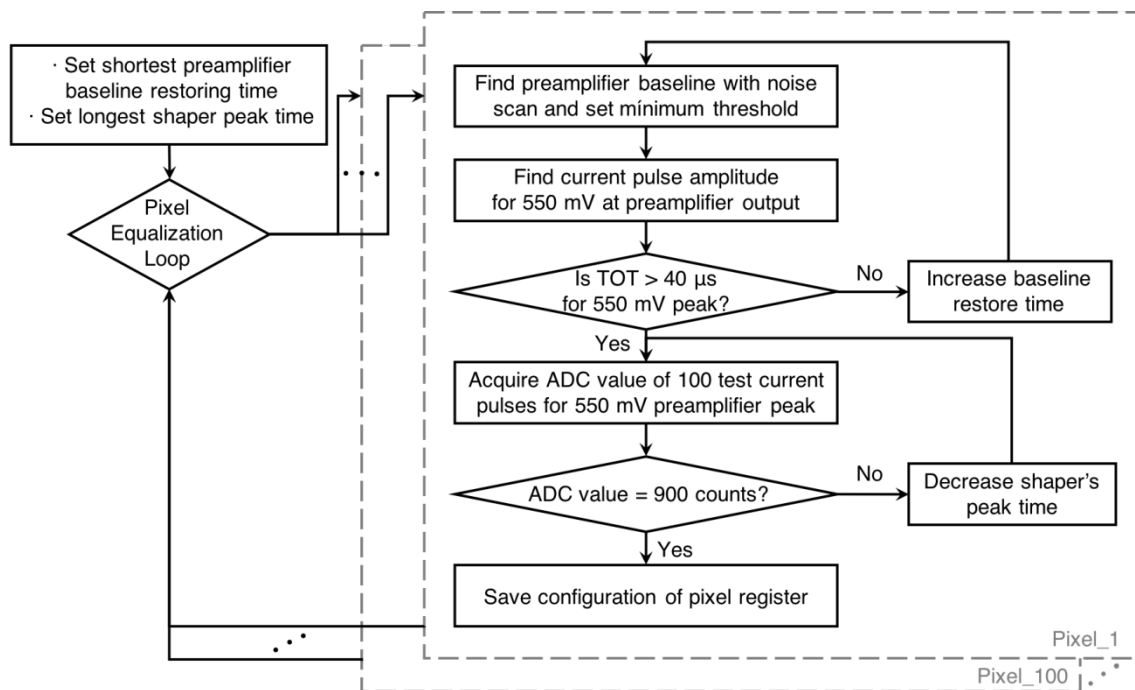 · Set shortest preamplifier
baseline restoring time
· Set longest shaper peak time
Pixel
Equalization
Loop
Find preamplifier baseline with noise
scan and set mínimum threshold
Find current pulse amplitude
for 550 mV at preamplifier output
Is TOT > 40 µs
for 550 mV peak?
No
Increase baseline
restore time
Yes
Acquire ADC value of 100 test current
pulses for 550 mV preamplifier peak
ADC value = 900 counts?
No
Decrease shaper's
peak time
Yes
Save configuration of pixel register
Pixel_1
Pixel_100